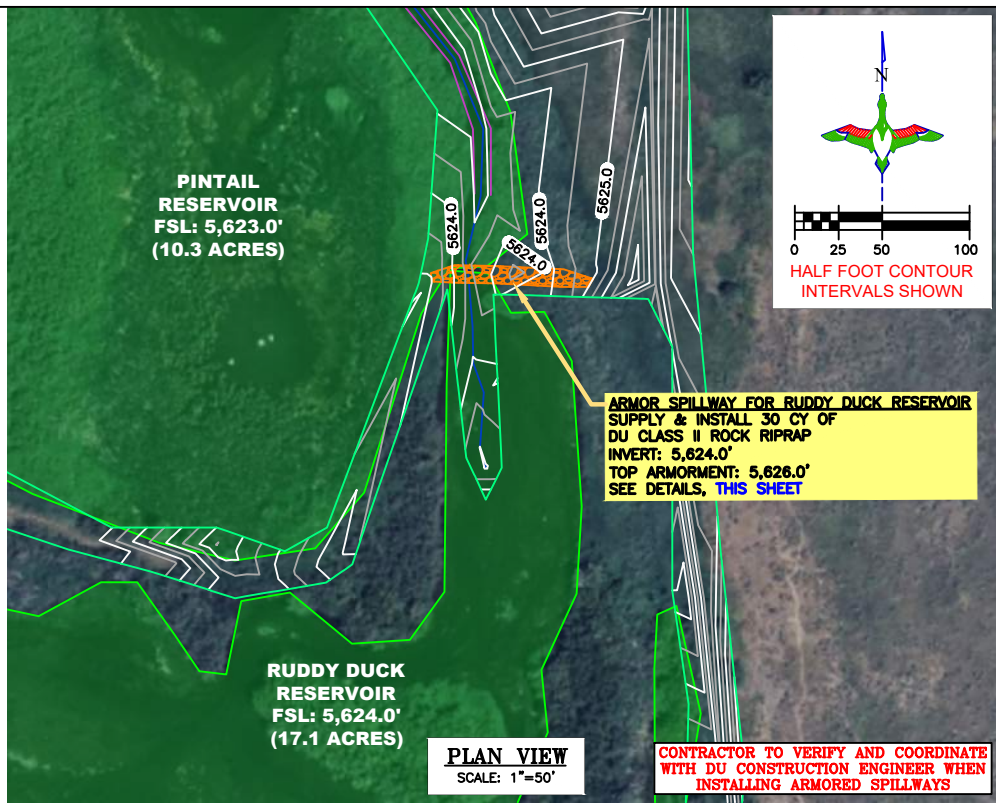 PINTAIL
RESERVOIR
FSL: 5,623.0'
(10.3 ACRES)
5624.0
5624.0
5624.0
5625.0
N
0 25 50 100
HALF FOOT CONTOUR
INTERVALS SHOWN
ARMOR SPILLWAY FOR RUDDY DUCK RESERVOIR
SUPPLY & INSTALL 30 CY OF
DU CLASS II ROCK RIPRAP
INVERT: 5,624.0'
TOP ARMORMENT: 5,626.0'
SEE DETAILS, THIS SHEET
RUDDY DUCK
RESERVOIR
FSL: 5,624.0'
(17.1 ACRES)
PLAN VIEW
SCALE: 1"=50'
CONTRACTOR TO VERIFY AND COORDINATE
WITH DU CONSTRUCTION ENGINEER WHEN
INSTALLING ARMORED SPILLWAYS